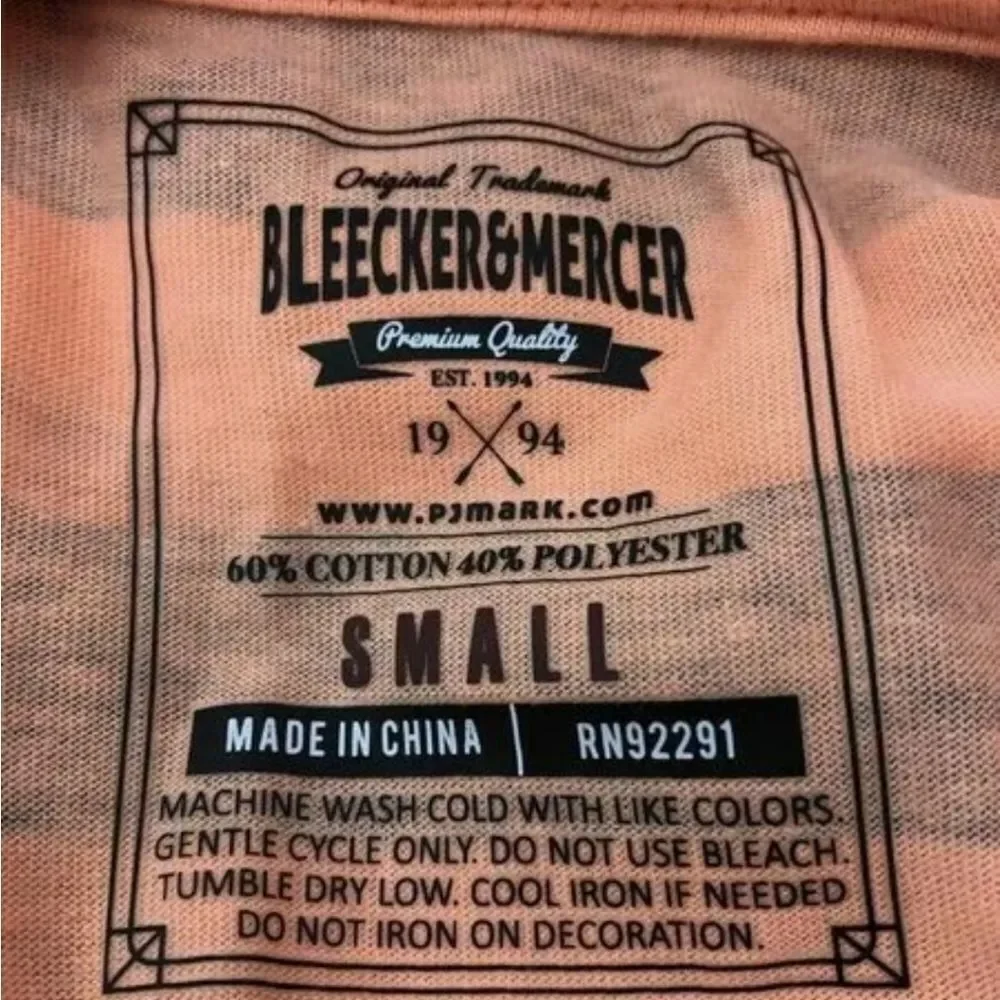 Original Trademark
BLEECKER&MERCER
Premium Quality
EST. 1994
19 94
www.PJmaRK.com
60% COTTON 40% POLYESTER
SMALL
MADE IN CHINA | RN92291
MACHINE WASH COLD WITH LIKE COLORS.
GENTLE CYCLE ONLY. DO NOT USE BLEACH.
TUMBLE DRY LOW. COOL IRON IF NEEDED
DO NOT IRON ON DECORATION.